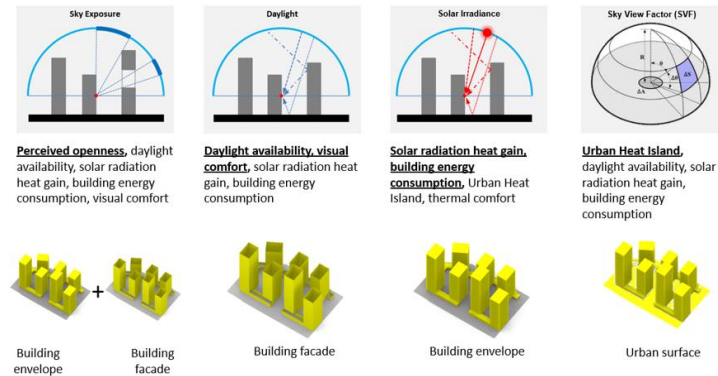 Sky Exposure
Perceived openness, daylight
availability, solar radiation
heat gain, building energy
consumption, visual comfort
Daylight
Daylight availability, visual
comfort, solar radiation heat
gain, building energy
consumption
Solar Irradiance
Solar radiation heat gain,
building energy
consumption, Urban Heat
Island, thermal comfort
Sky View Factor (SVF)
R
θ
Δθ
ΔS
ΔA
Urban Heat Island,
daylight availability, solar
radiation heat gain,
building energy
consumption
+
Building
envelope
Building
facade
Building facade
Building envelope
Urban surface